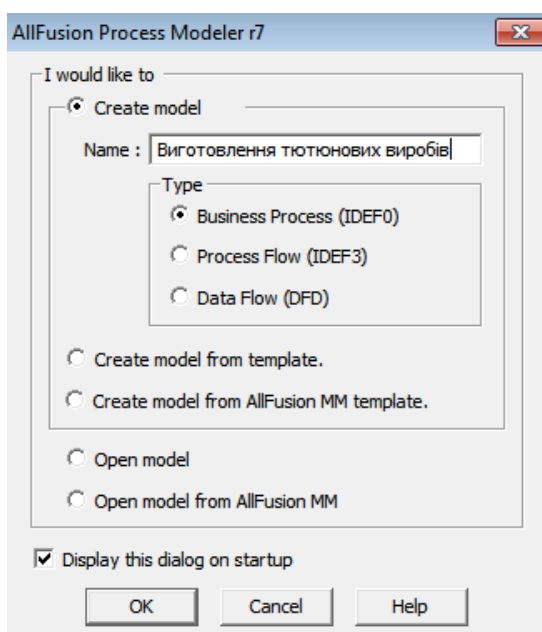 AllFusion Process Modeler r7
I would like to
Create model
Name : Виготовлення тютюнових виробів
Type
Business Process (IDEF0)
Process Flow (IDEF3)
Data Flow (DFD)
Create model from template.
Create model from AllFusion MM template.
Open model
Open model from AllFusion MM
Display this dialog on startup
OK Cancel Help